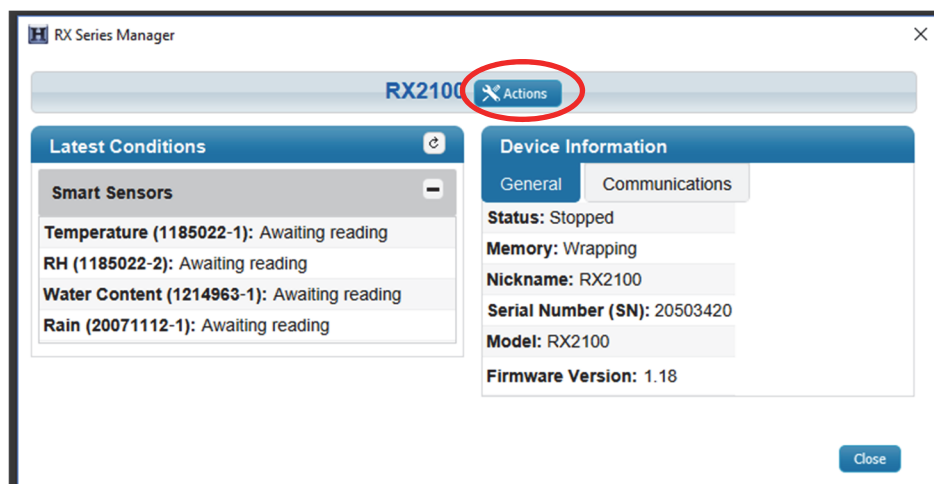 RX Series Manager
RX2100 Actions
Latest Conditions
Smart Sensors
Temperature (1185022-1): Awaiting reading
RH (1185022-2): Awaiting reading
Water Content (1214963-1): Awaiting reading
Rain (20071112-1): Awaiting reading
Device Information
General Communications
Status: Stopped
Memory: Wrapping
Nickname: RX2100
Serial Number (SN): 20503420
Model: RX2100
Firmware Version: 1.18
Close